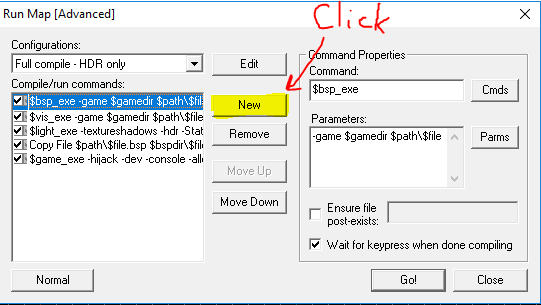 Run Map [Advanced]
Click
Configurations:
Full compile - HDR only
Edit
Compile/run commands:
$bsp_exe -game $gamedir $path\$file
$vis_exe -game $gamedir $path\$file
$light_exe -textureshadows -hdr -Stat
Copy File $path\$file.bsp $bspdir\$file
$game_exe -hijack -dev -console -allo
New
Remove
Move Up
Move Down
Command Properties
Command:
$bsp_exe
Cmds
Parameters:
-game $gamedir $path\$file
Parms
Ensure file
post-exists:
Wait for keypress when done compiling
Normal
Go!
Close